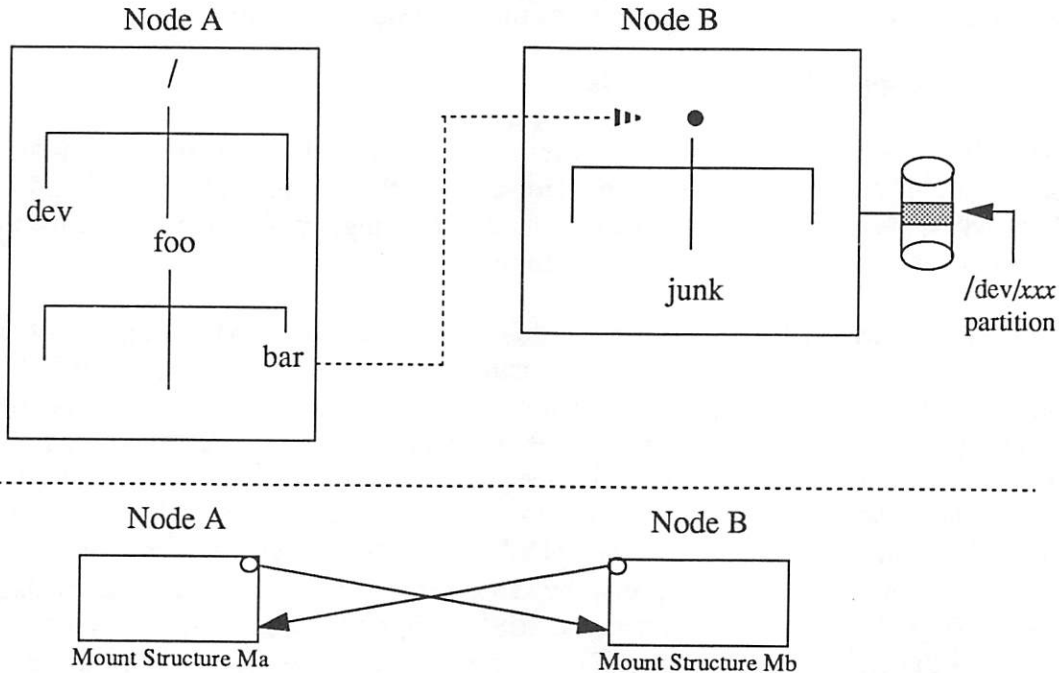 Node A
Node B
/
dev
foo
bar
junk
/dev/xxx
partition
Node A
Node B
Mount Structure Ma
Mount Structure Mb